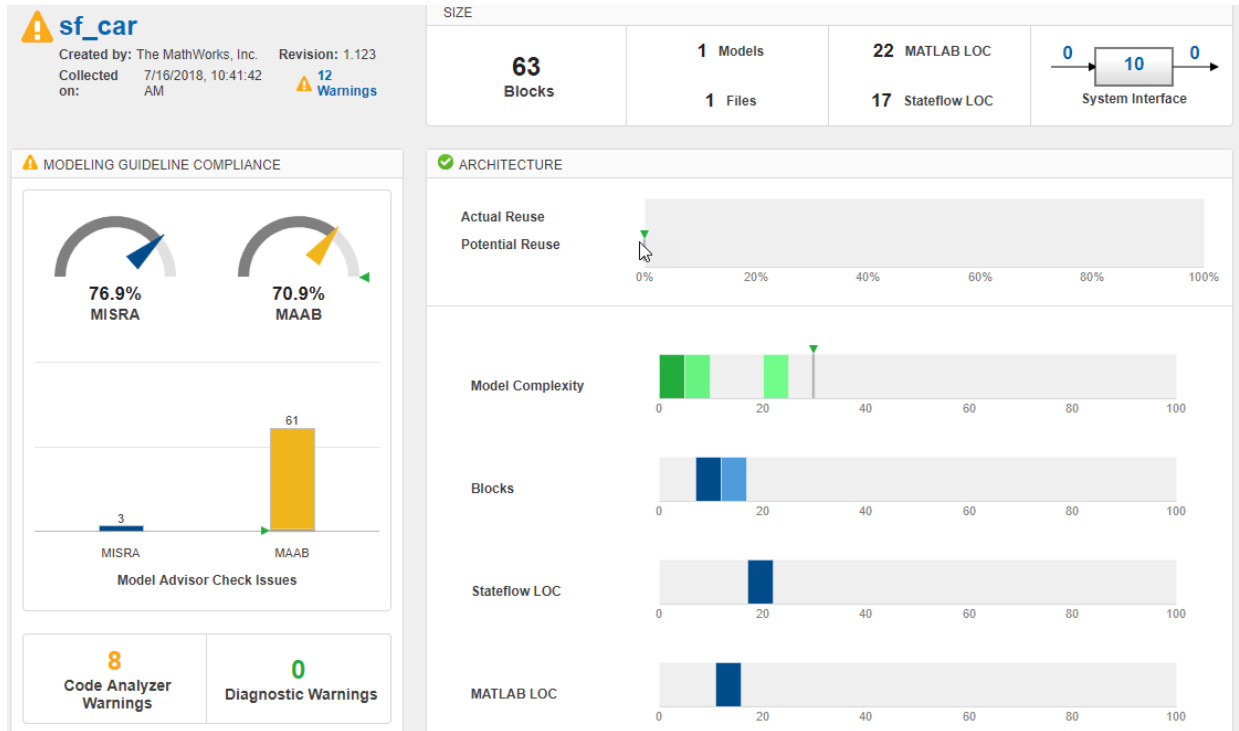 sf_car
Created by: The MathWorks, Inc. Revision: 1.123
Collected on: 7/16/2018, 10:41:42 AM 12 Warnings
SIZE
63
Blocks
1 Models
1 Files
22 MATLAB LOC
17 Stateflow LOC
0 10 0
System Interface
MODELING GUIDELINE COMPLIANCE
76.9% 70.9%
MISRA MAAB
61
3
MISRA MAAB
Model Advisor Check Issues
8
Code Analyzer
Warnings
0
Diagnostic Warnings
ARCHITECTURE
Actual Reuse
Potential Reuse
0% 20% 40% 60% 80% 100%
Model Complexity
0 20 40 60 80 100
Blocks
0 20 40 60 80 100
Stateflow LOC
0 20 40 60 80 100
MATLAB LOC
0 20 40 60 80 100